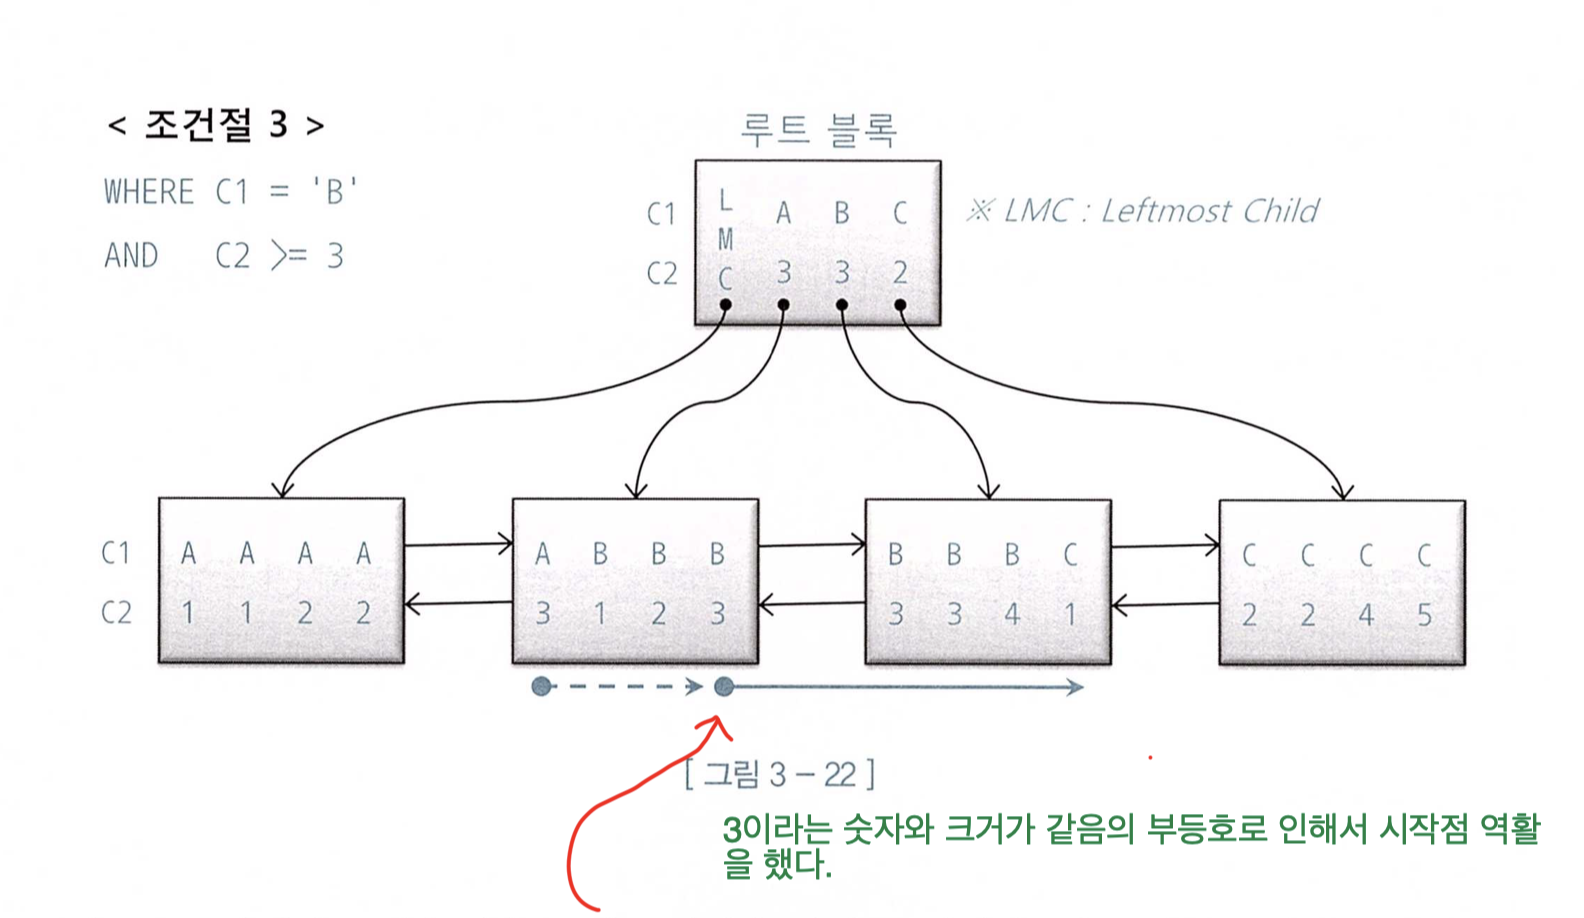 < 조건절 3 >
WHERE C1 = 'B'
AND C2 >= 3
루트 블록
C1 L M C A B C
C2 3 3 2
※ LMC : Leftmost Child
C1 A A A A A B B B B B B C C C C C
C2 1 1 2 2 3 1 2 3 3 3 4 1 2 2 4 5
[ 그림 3 – 22 ]
3이라는 숫자와 크거가 같음의 부등호로 인해서 시작점 역활
을 했다.